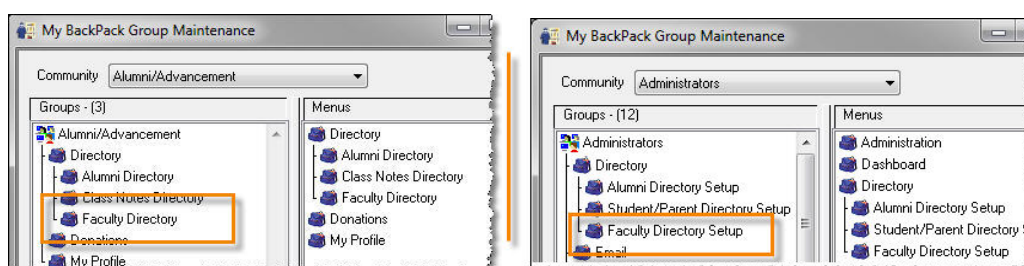 My BackPack Group Maintenance
Community Alumni/Advancement
Groups - (3)
Alumni/Advancement
Directory
Alumni Directory
Class Notes Directory
Faculty Directory
Donations
My Profile
Menus
Directory
Alumni Directory
Class Notes Directory
Faculty Directory
Donations
My Profile
My BackPack Group Maintenance
Community Administrators
Groups - (12)
Administrators
Directory
Alumni Directory Setup
Student/Parent Directory Setup
Faculty Directory Setup
Email
Menus
Administration
Dashboard
Directory
Alumni Directory Setup
Student/Parent Directory S
Faculty Directory Setup